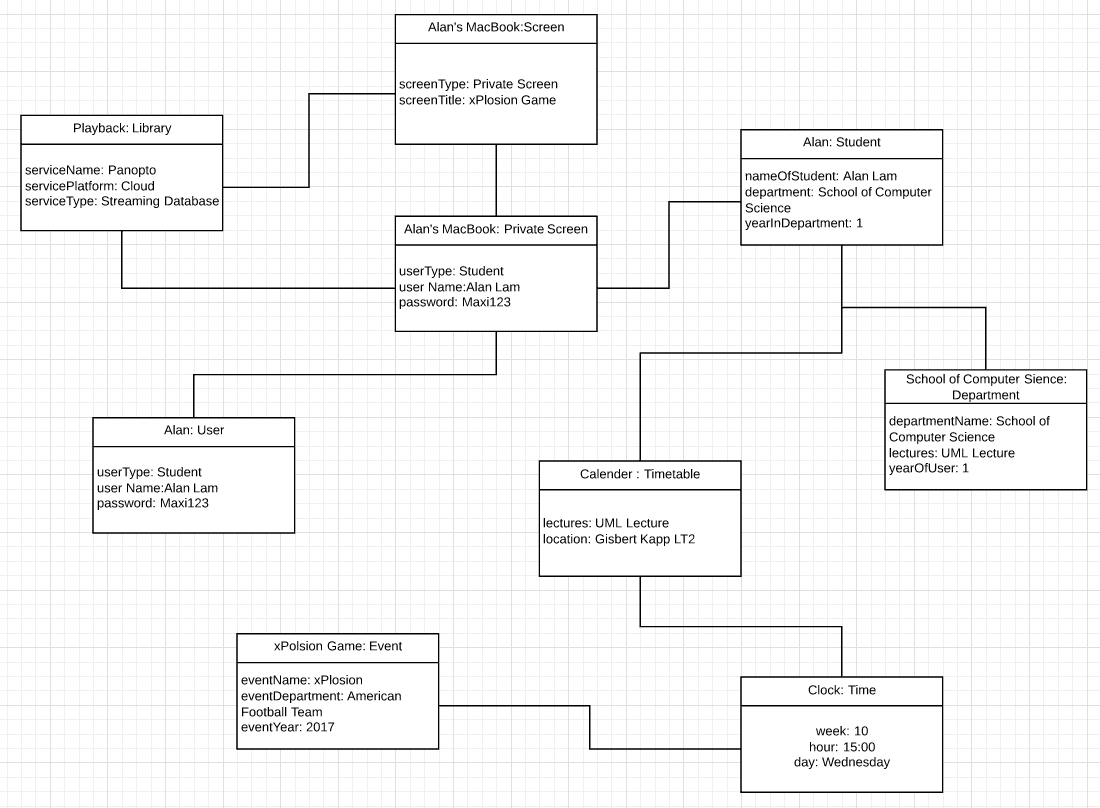 Alan's MacBook:Screen
screenType: Private Screen
screenTitle: xPlosion Game
Playback: Library
serviceName: Panopto
servicePlatform: Cloud
serviceType: Streaming Database
Alan: Student
nameOfStudent: Alan Lam
department: School of Computer
Science
yearInDepartment: 1
Alan's MacBook: Private Screen
userType: Student
user Name:Alan Lam
password: Maxi123
School of Computer Sience:
Department
departmentName: School of
Computer Science
lectures: UML Lecture
yearOfUser: 1
Alan: User
userType: Student
user Name:Alan Lam
password: Maxi123
Calender : Timetable
lectures: UML Lecture
location: Gisbert Kapp LT2
xPolsion Game: Event
eventName: xPlosion
eventDepartment: American
Football Team
eventYear: 2017
Clock: Time
week: 10
hour: 15:00
day: Wednesday